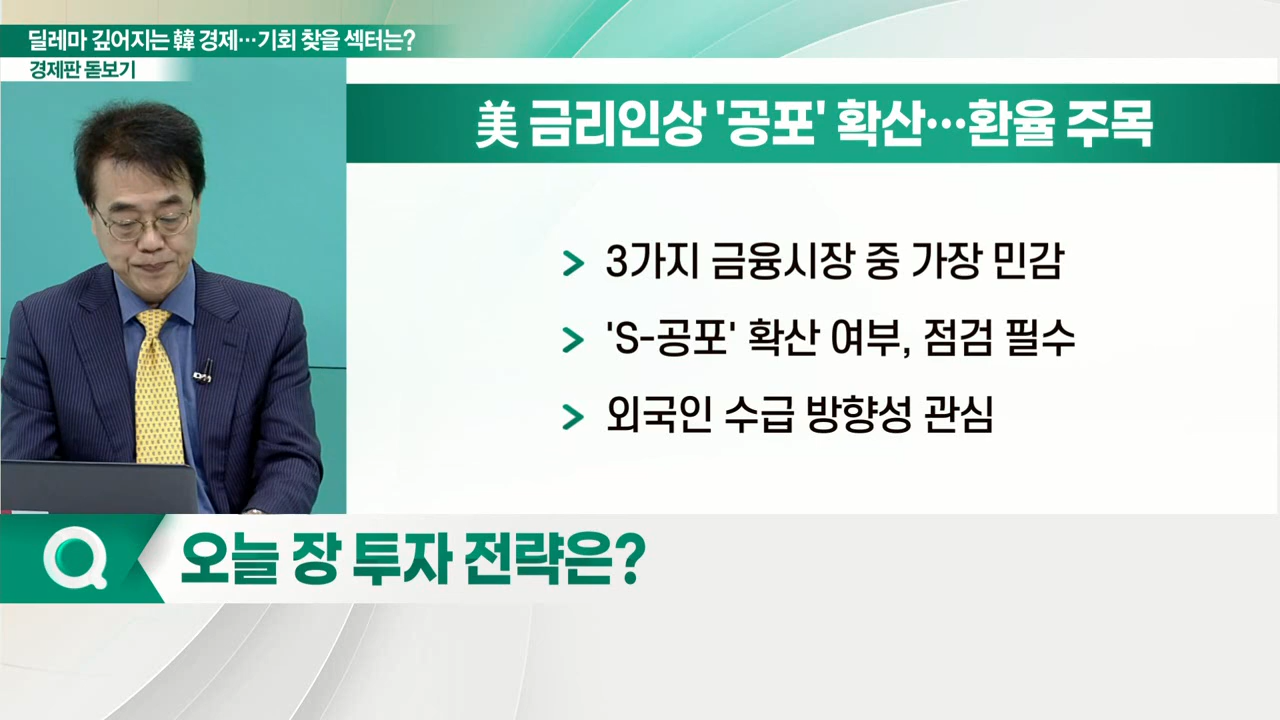 딜레마 깊어지는 韓 경제…기회 찾을 섹터는?
경제판 돋보기
美 금리인상 '공포' 확산…환율 주목
3가지 금융시장 중 가장 민감
'S-공포' 확산 여부, 점검 필수
외국인 수급 방향성 관심
오늘 장 투자 전략은?